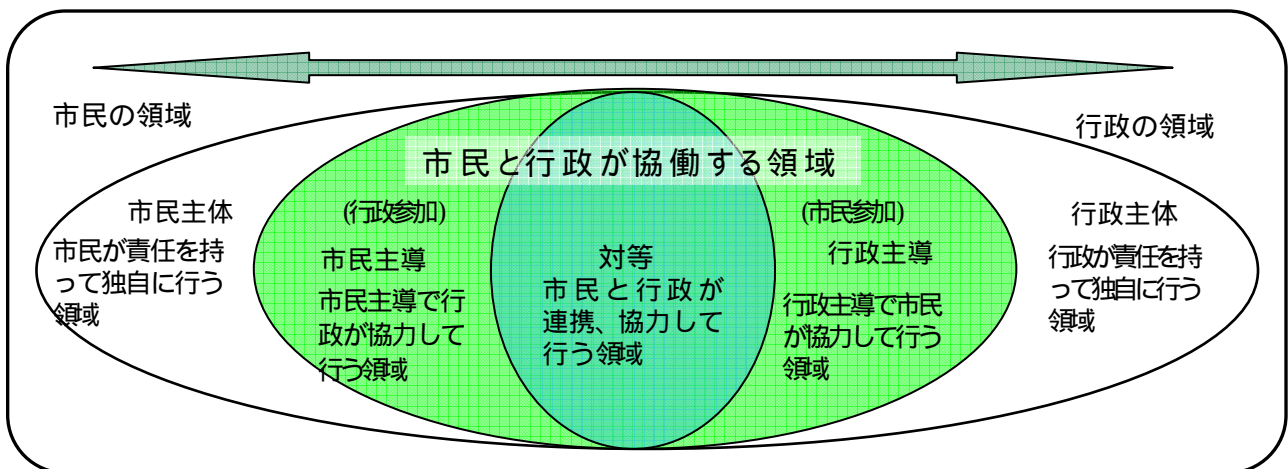 市民の領域
行政の領域
市民と行政が協働する領域
市民主体
市民が責任を持
って独自に行う
領域
(行政参加)
市民主導
市民主導で行
政が協力して
行う領域
対等
市民と行政が
連携、協力して
行う領域
(市民参加)
行政主導
行政主導で市民
が協力して行う
領域
行政主体
行政が責任を持
って独自に行う
領域